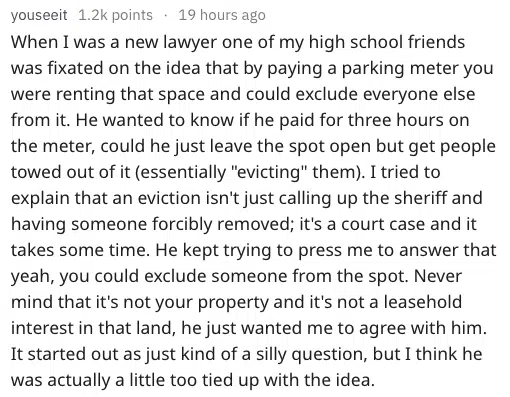 youseeit 1.2k points · 19 hours ago
When I was a new lawyer one of my high school friends
was fixated on the idea that by paying a parking meter you
were renting that space and could exclude everyone else
from it. He wanted to know if he paid for three hours on
the meter, could he just leave the spot open but get people
towed out of it (essentially "evicting" them). I tried to
explain that an eviction isn't just calling up the sheriff and
having someone forcibly removed; it's a court case and it
takes some time. He kept trying to press me to answer that
yeah, you could exclude someone from the spot. Never
mind that it's not your property and it's not a leasehold
interest in that land, he just wanted me to agree with him.
It started out as just kind of a silly question, but I think he
was actually a little too tied up with the idea.